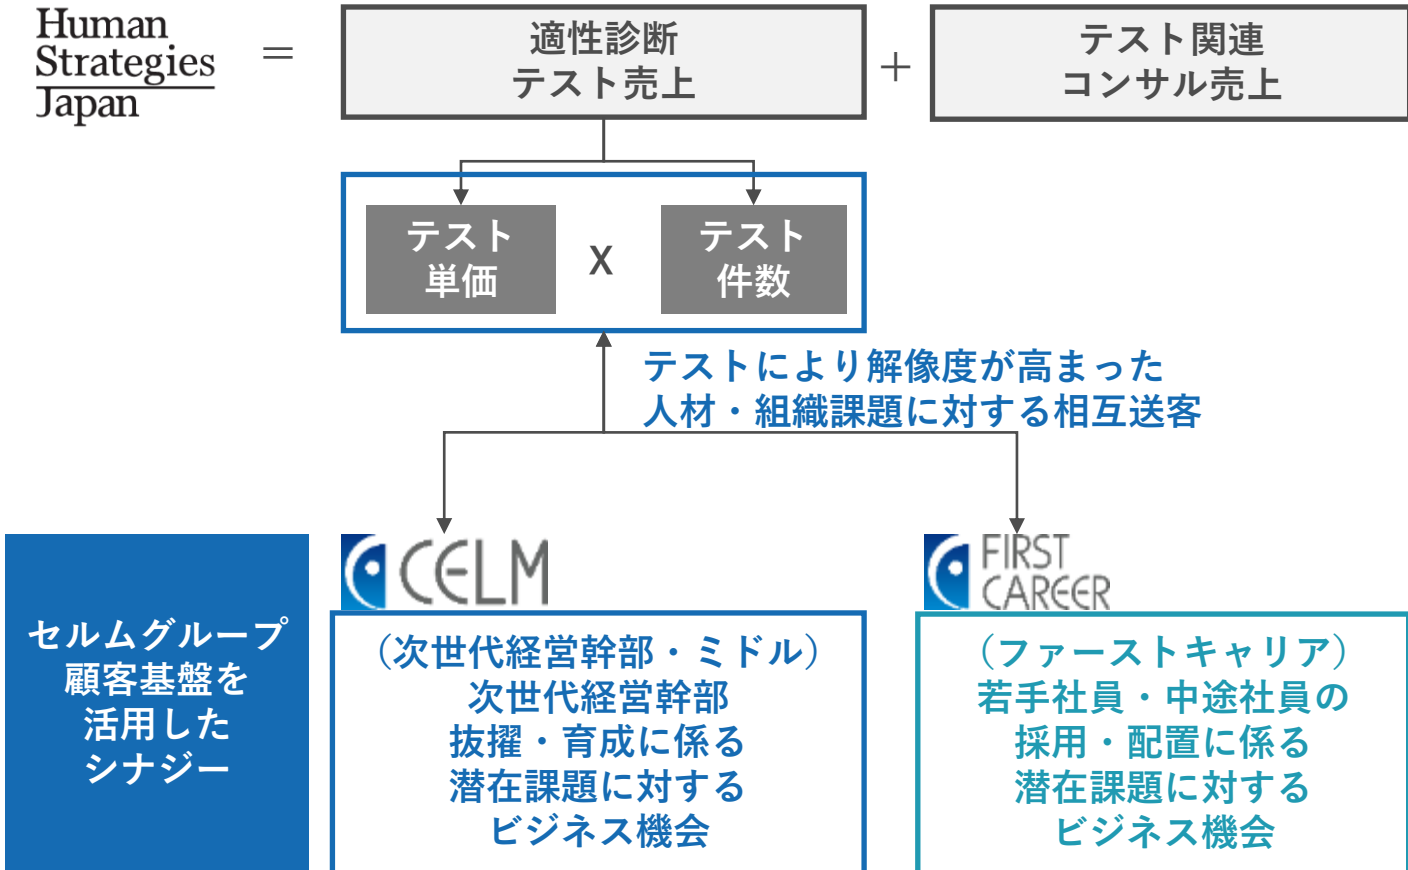 Human
Strategies
Japan
=
適性診断
テスト売上
+
テスト関連
コンサル売上
テスト
単価
X
テスト
件数
テストにより解像度が高まった
人材・組織課題に対する相互送客
セルムグループ
顧客基盤を
活用した
シナジー
CELM
(次世代経営幹部・ミドル)
次世代経営幹部
抜擢・育成に係る
潜在課題に対する
ビジネス機会
FIRST
CAREER
(ファーストキャリア)
若手社員・中途社員の
採用・配置に係る
潜在課題に対する
ビジネス機会